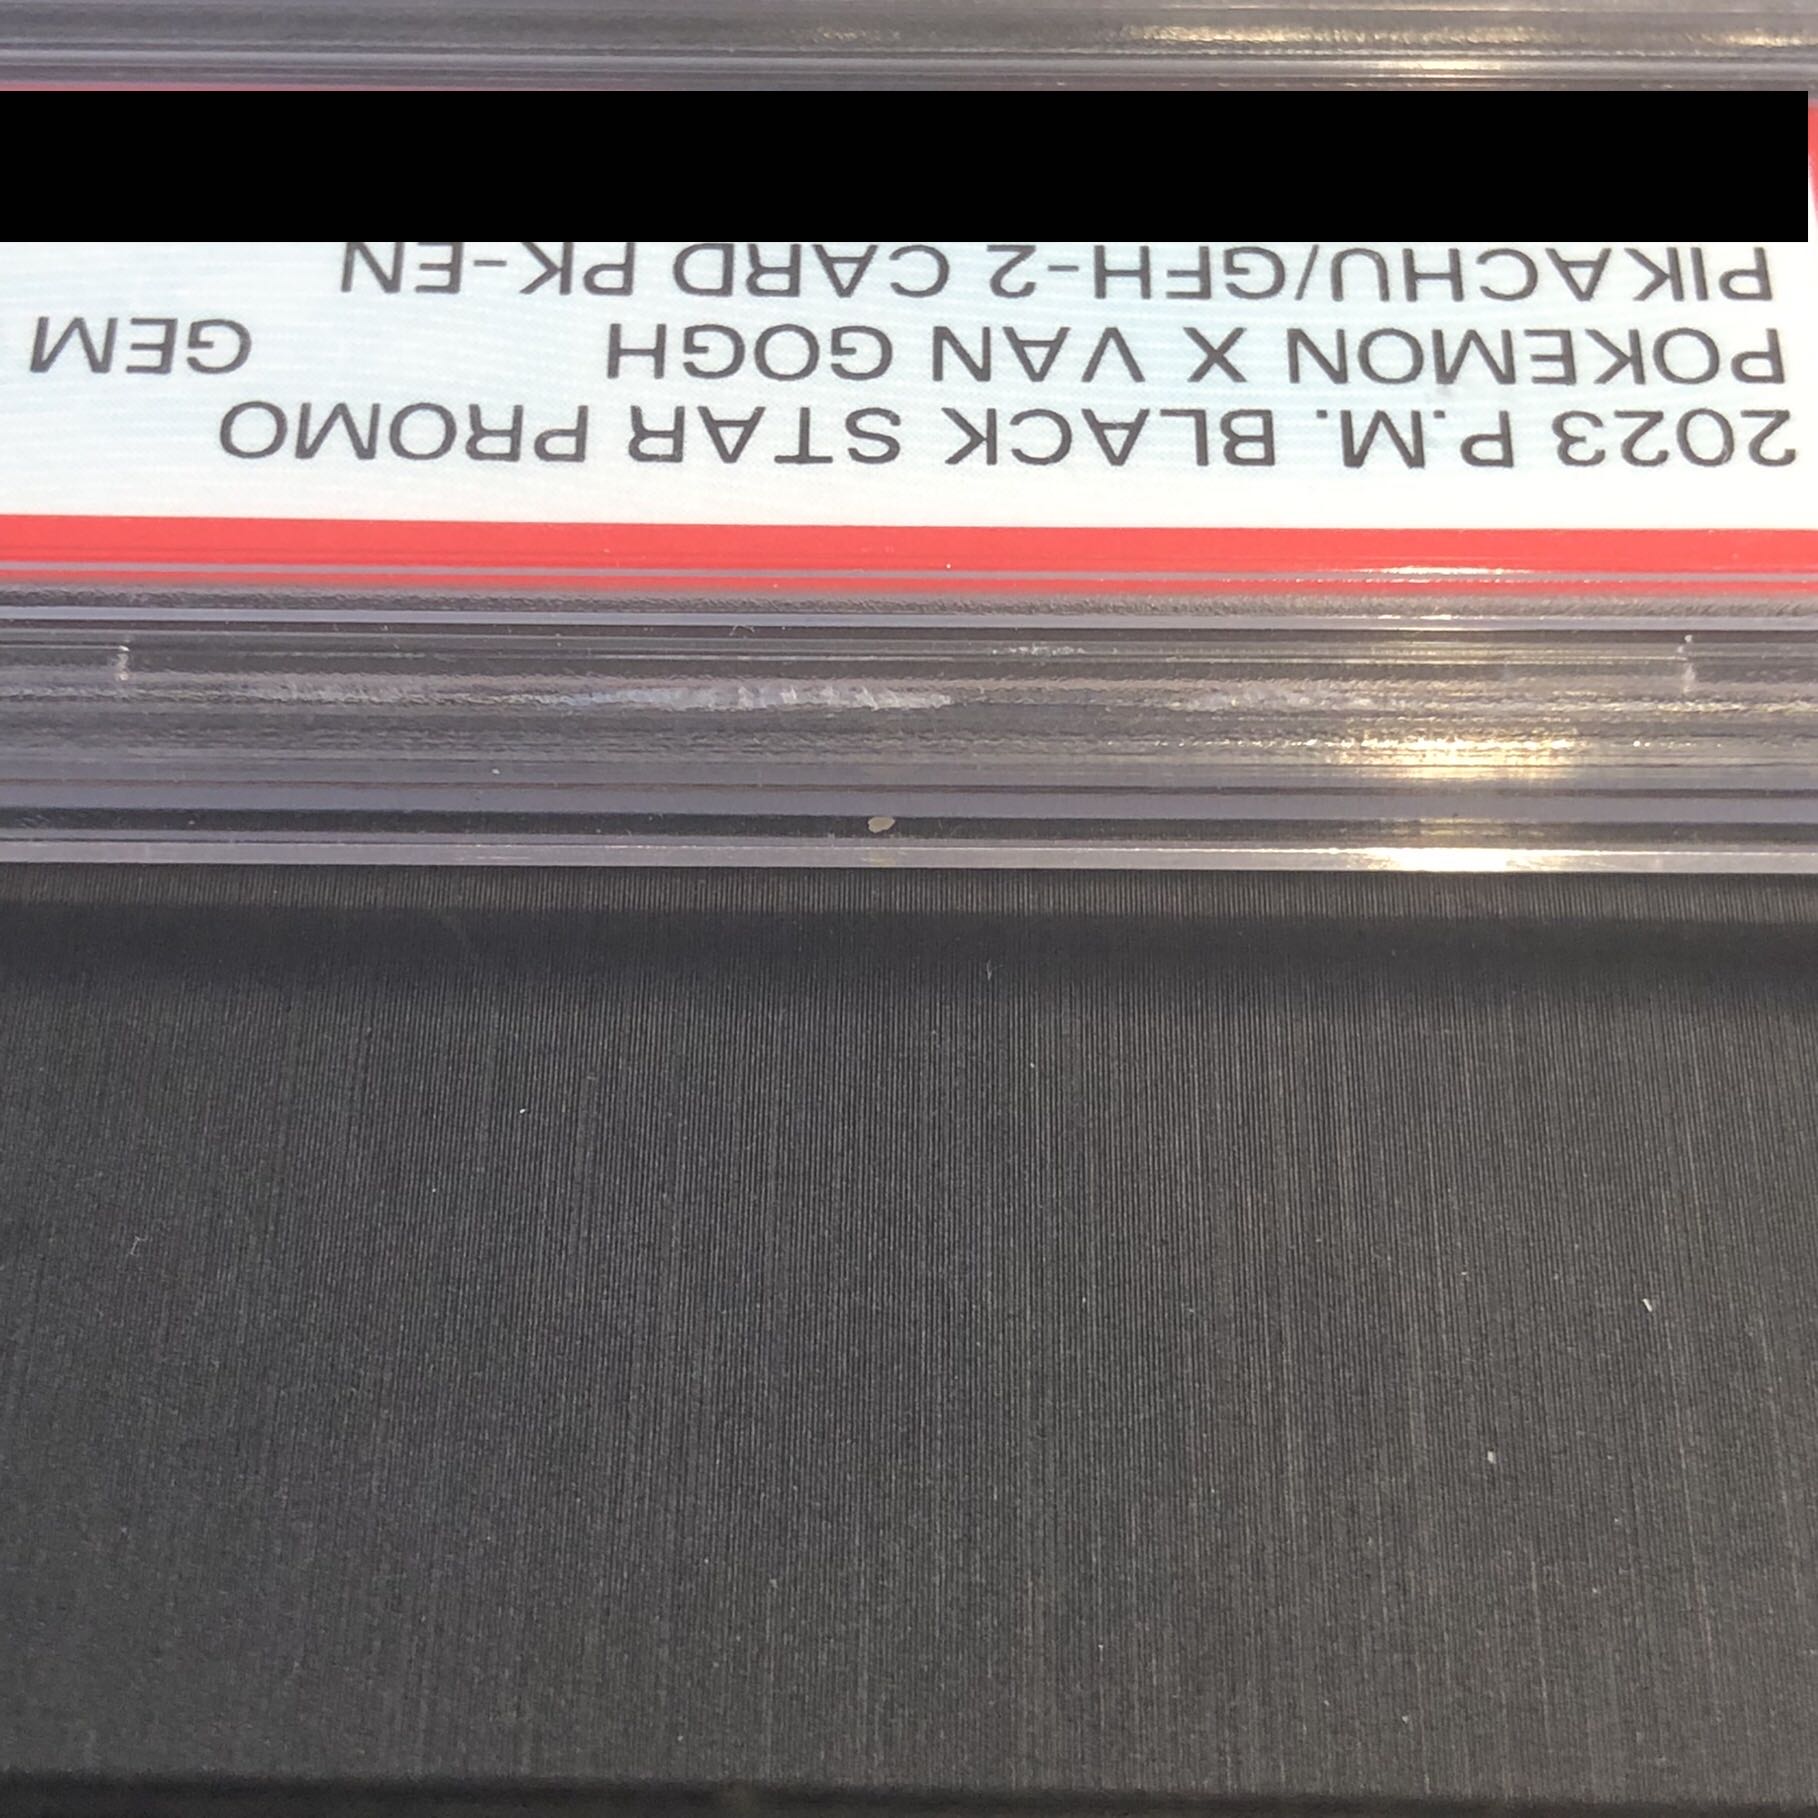 2023 P.M. BLACK STAR PROMO
POKEMON X VAN GOGH GEM
PIKACHU/GFH-2 CARD PK-EN